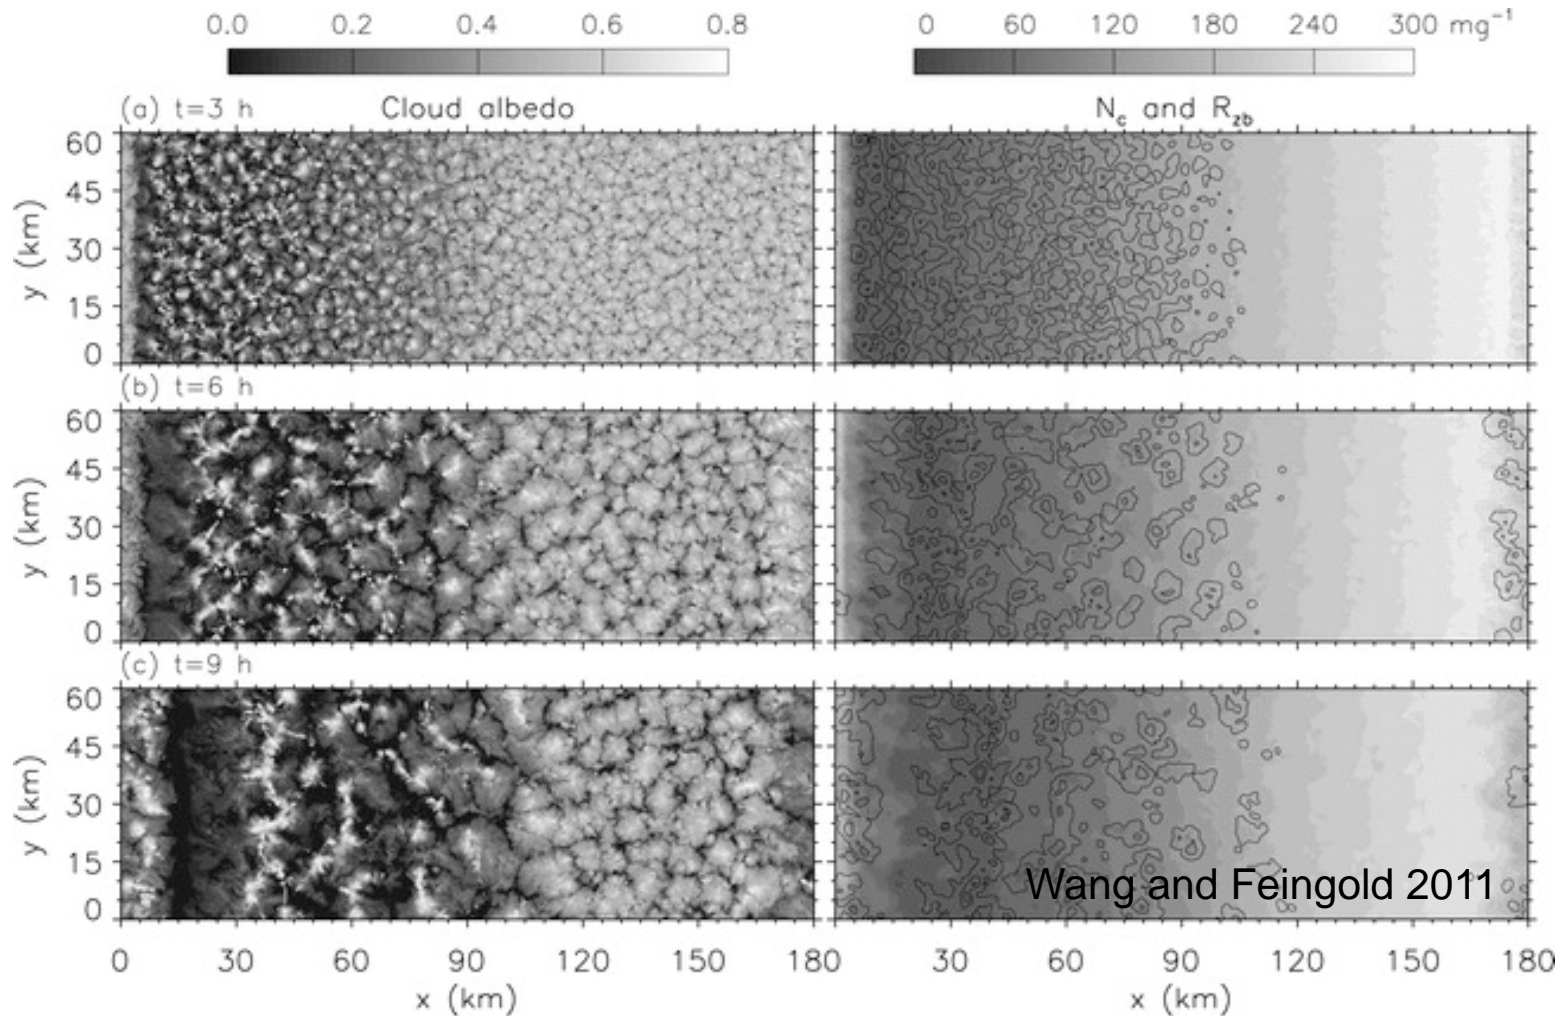 0.0 0.2 0.4 0.6 0.8
0 60 120 180 240 300 mg⁻¹
(a) t=3 h Cloud albedo
N_c and R_zb
60
45
30
15
0
y (km)
(b) t=6 h
60
45
30
15
0
y (km)
(c) t=9 h
60
45
30
15
0
y (km)
Wang and Feingold 2011
0 30 60 90 120 150 180
30 60 90 120 150 180
x (km)
x (km)